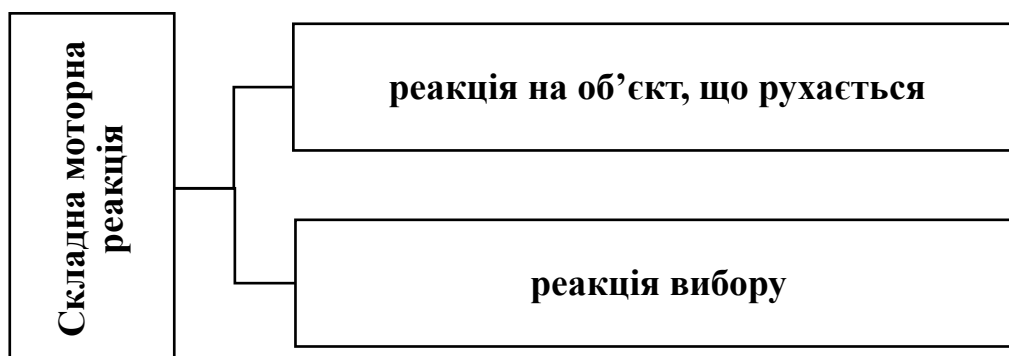 Складна моторна
реакція
реакція на об’єкт, що рухається
реакція вибору